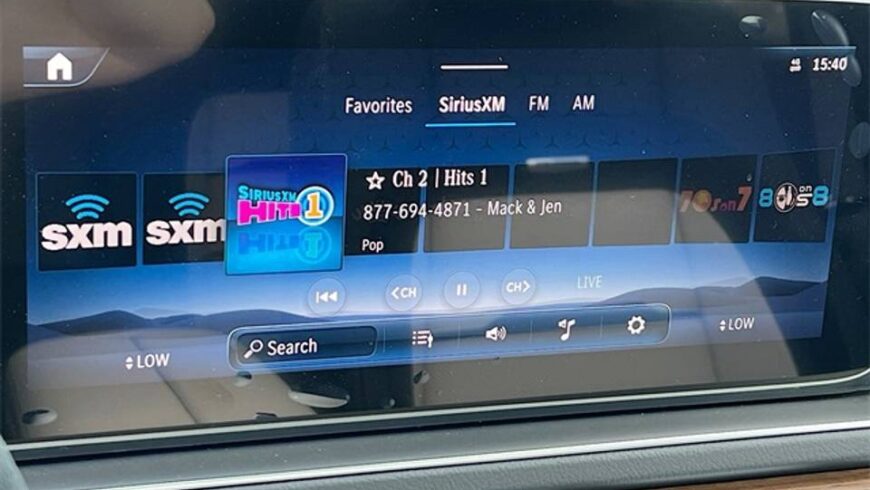 4G 15:40
Favorites SiriusXM FM AM
sxm sxm SIRIUSXM HITS 1
Ch 2 | Hits 1
877-694-4871 - Mack & Jen
Pop
70s on 7
80s on 8
<CH CH> LIVE
Search
LOW LOW